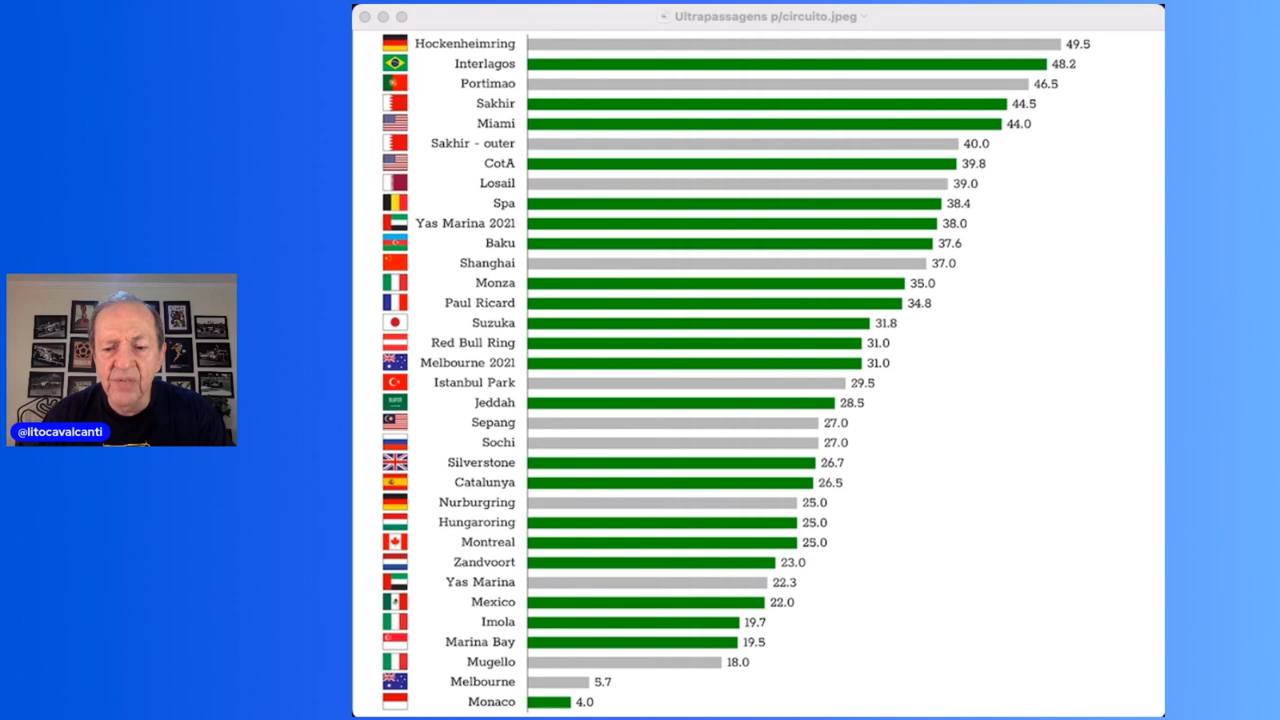 Ultrapassagens p/circuito.jpeg
Hockenheimring 49.5
Interlagos 48.2
Portimao 46.5
Sakhir 44.5
Miami 44.0
Sakhir - outer 40.0
CotA 39.8
Losail 39.0
Spa 38.4
Yas Marina 2021 38.0
Baku 37.6
Shanghai 37.0
Monza 35.0
Paul Ricard 34.8
Suzuka 31.8
Red Bull Ring 31.0
Melbourne 2021 31.0
Istanbul Park 29.5
Jeddah 28.5
Sepang 27.0
Sochi 27.0
Silverstone 26.7
Catalunya 26.5
Nurburgring 25.0
Hungaroring 25.0
Montreal 25.0
Zandvoort 23.0
Yas Marina 22.3
Mexico 22.0
Imola 19.7
Marina Bay 19.5
Mugello 18.0
Melbourne 5.7
Monaco 4.0
@litocavalcanti